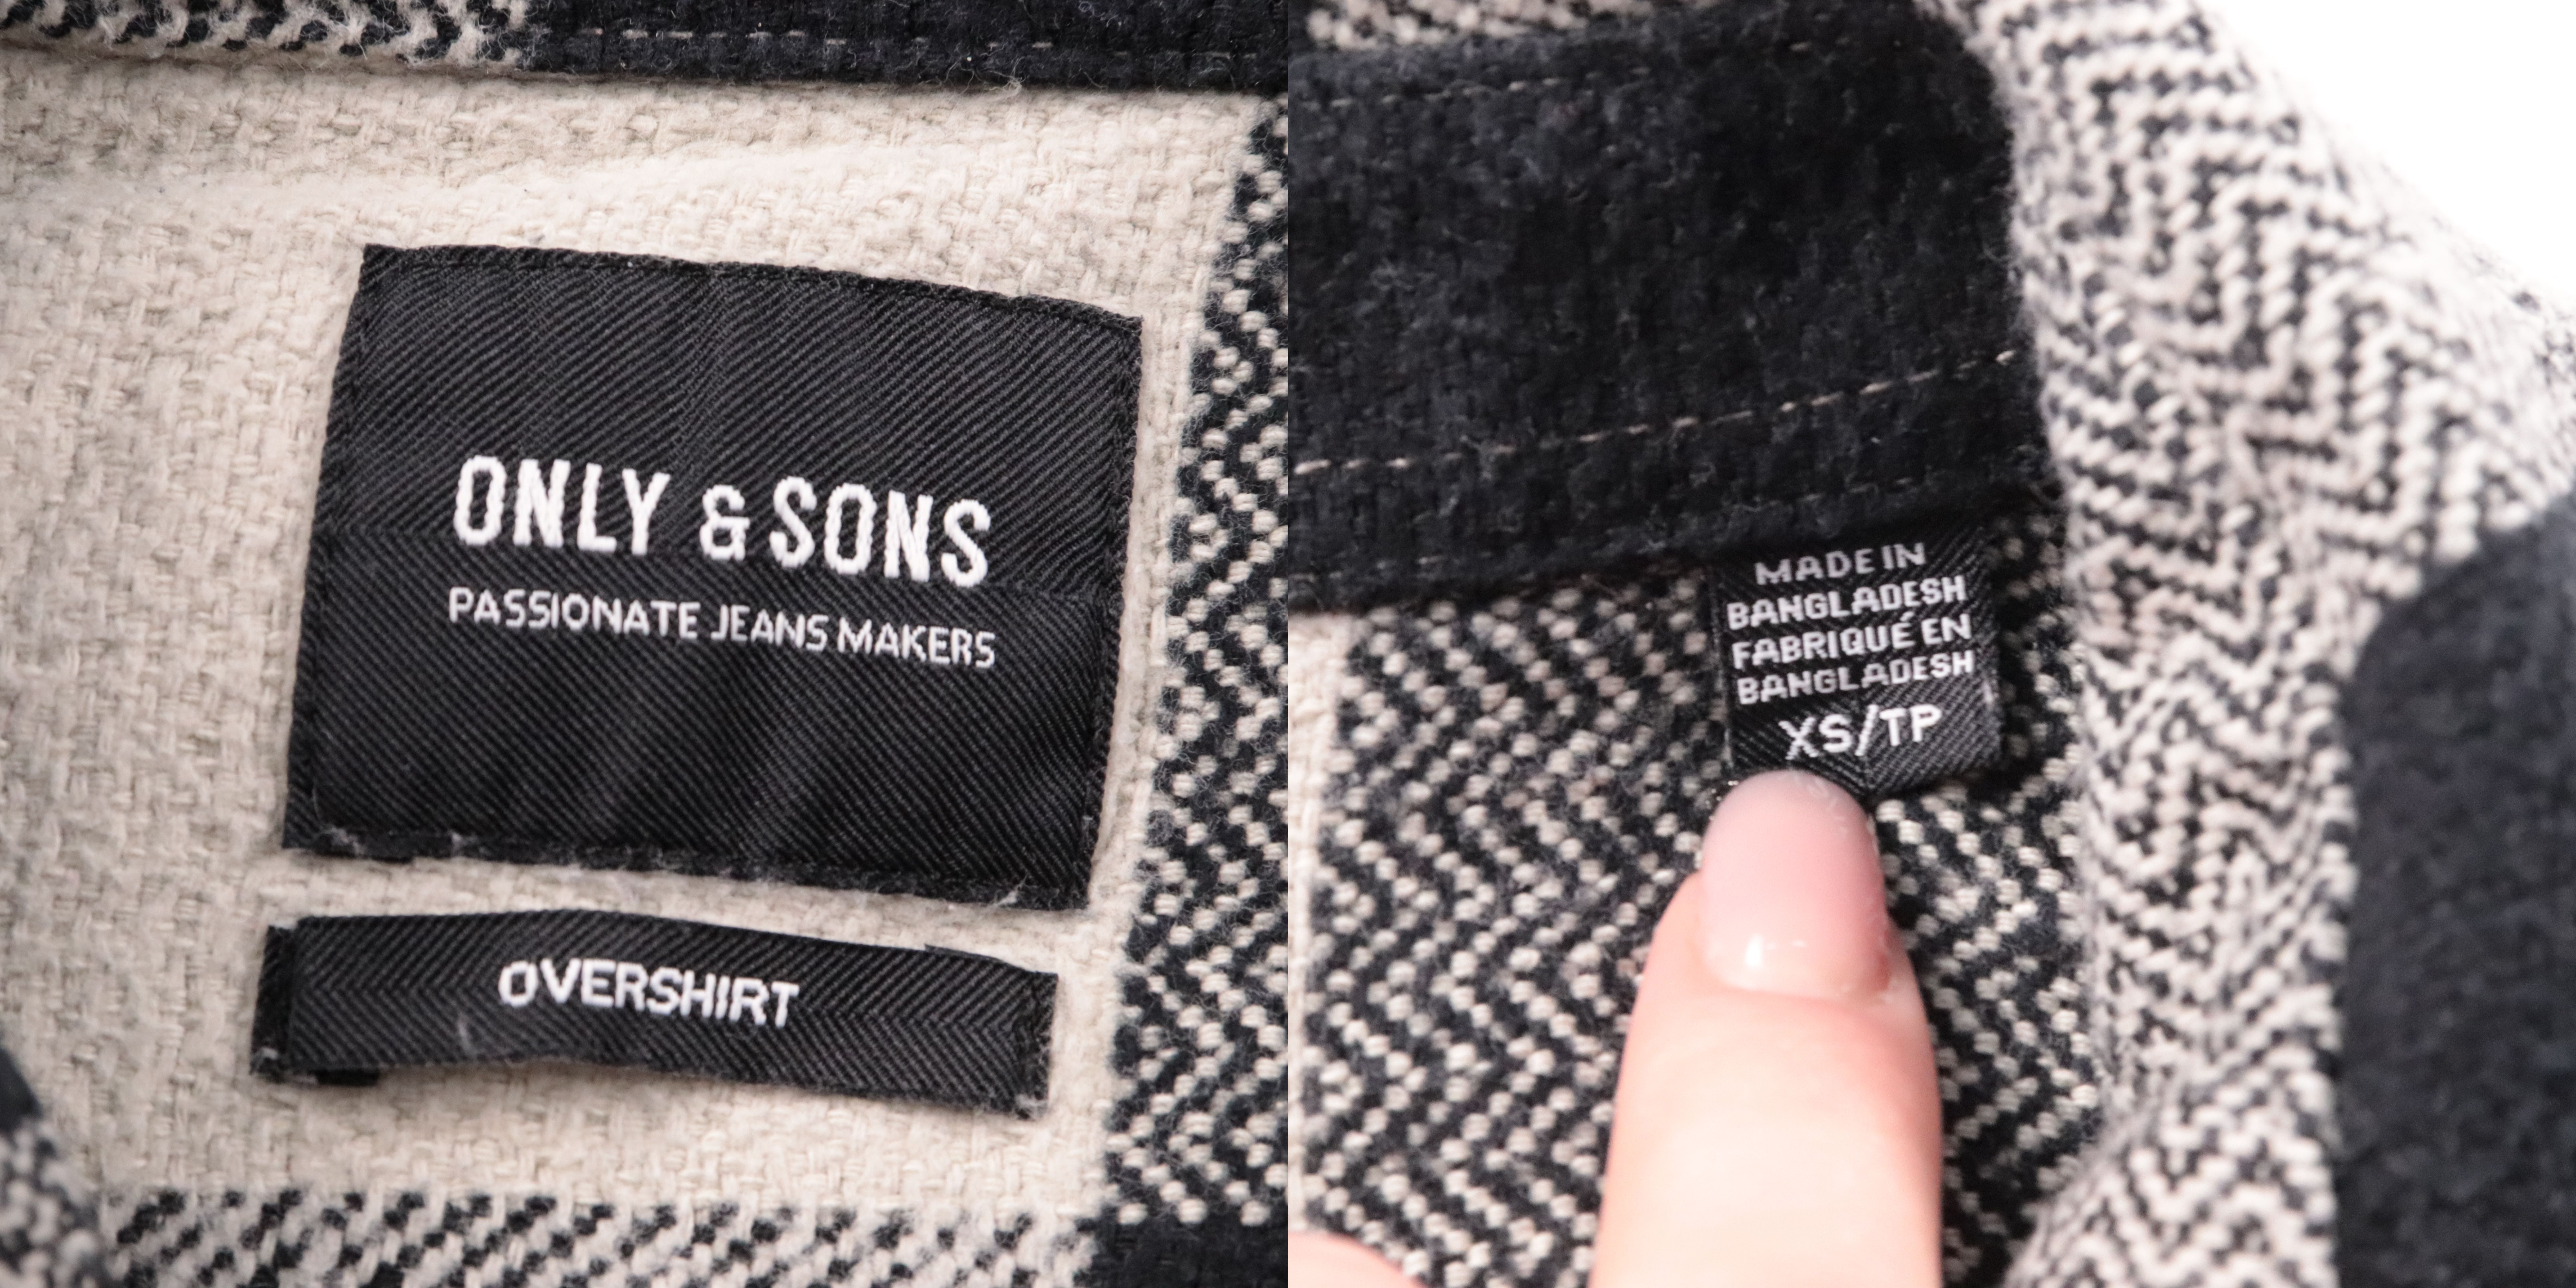 ONLY & SONS
PASSIONATE JEANS MAKERS
OVERSHIRT
MADE IN
BANGLADESH
FABRIQUÉ EN
BANGLADESH
XS/TP